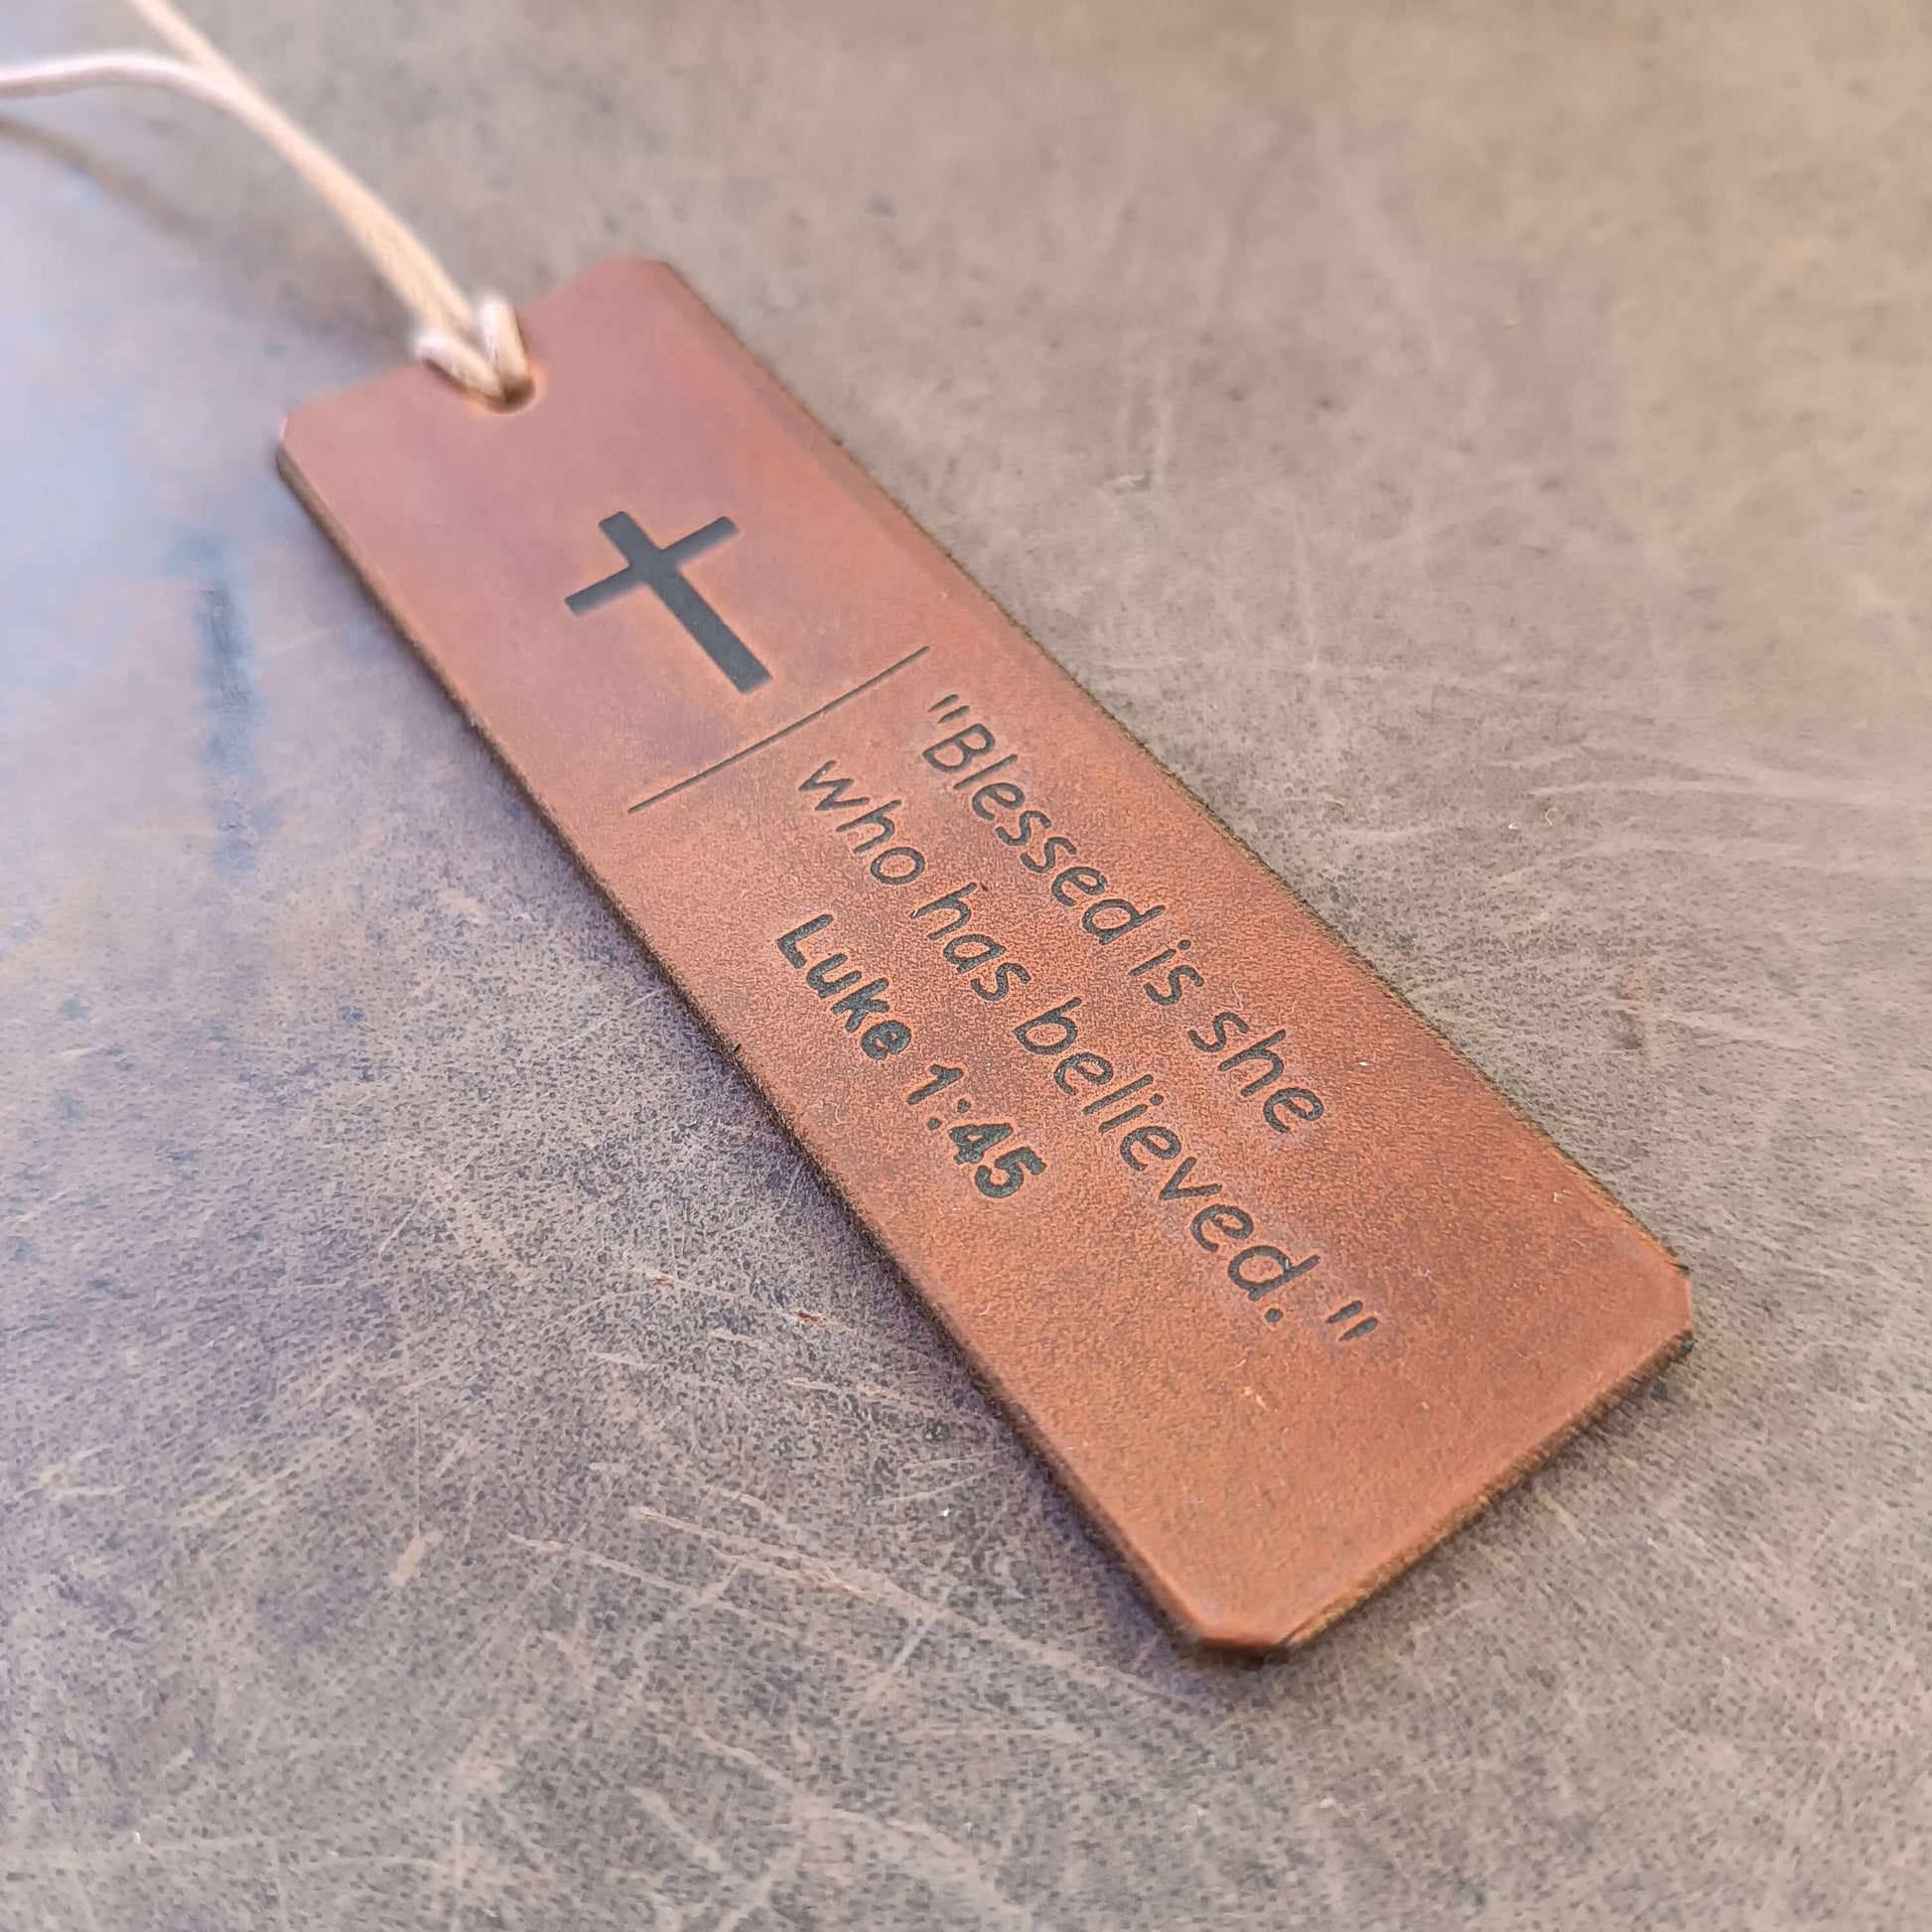 "Blessed is she
who has believed."
Luke 1:45